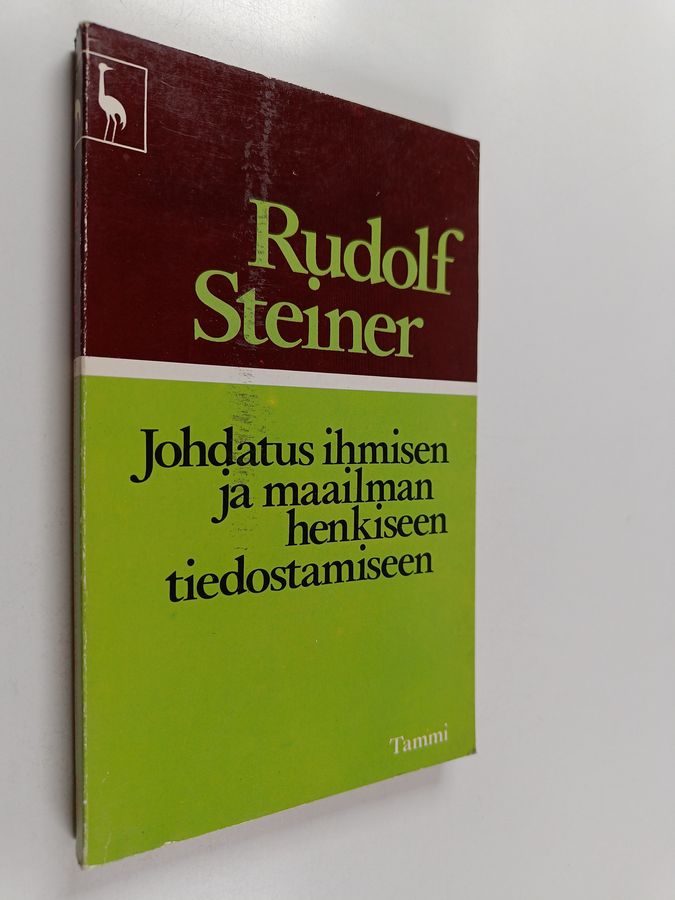 Rudolf
Steiner
Johdatus ihmisen
ja maailman
henkiseen
tiedostamiseen
Tammi